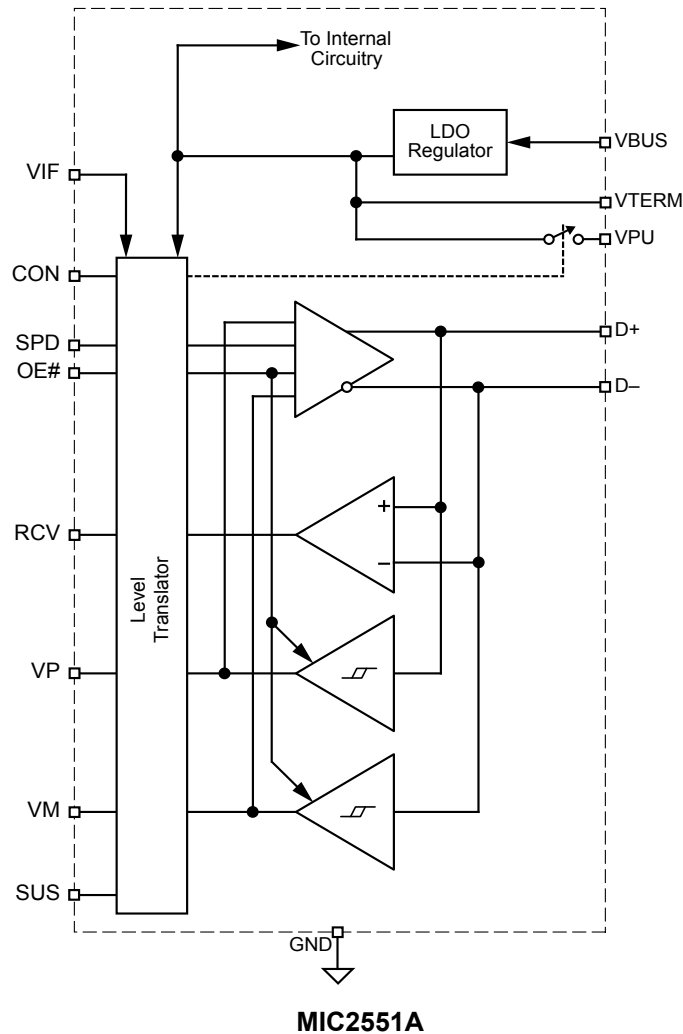 To Internal
Circuitry
LDO
Regulator
VBUS
VIF
VTERM
VPU
CON
SPD
D+
OE#
D–
RCV
+
–
Level
Translator
VP
VM
SUS
GND
MIC2551A